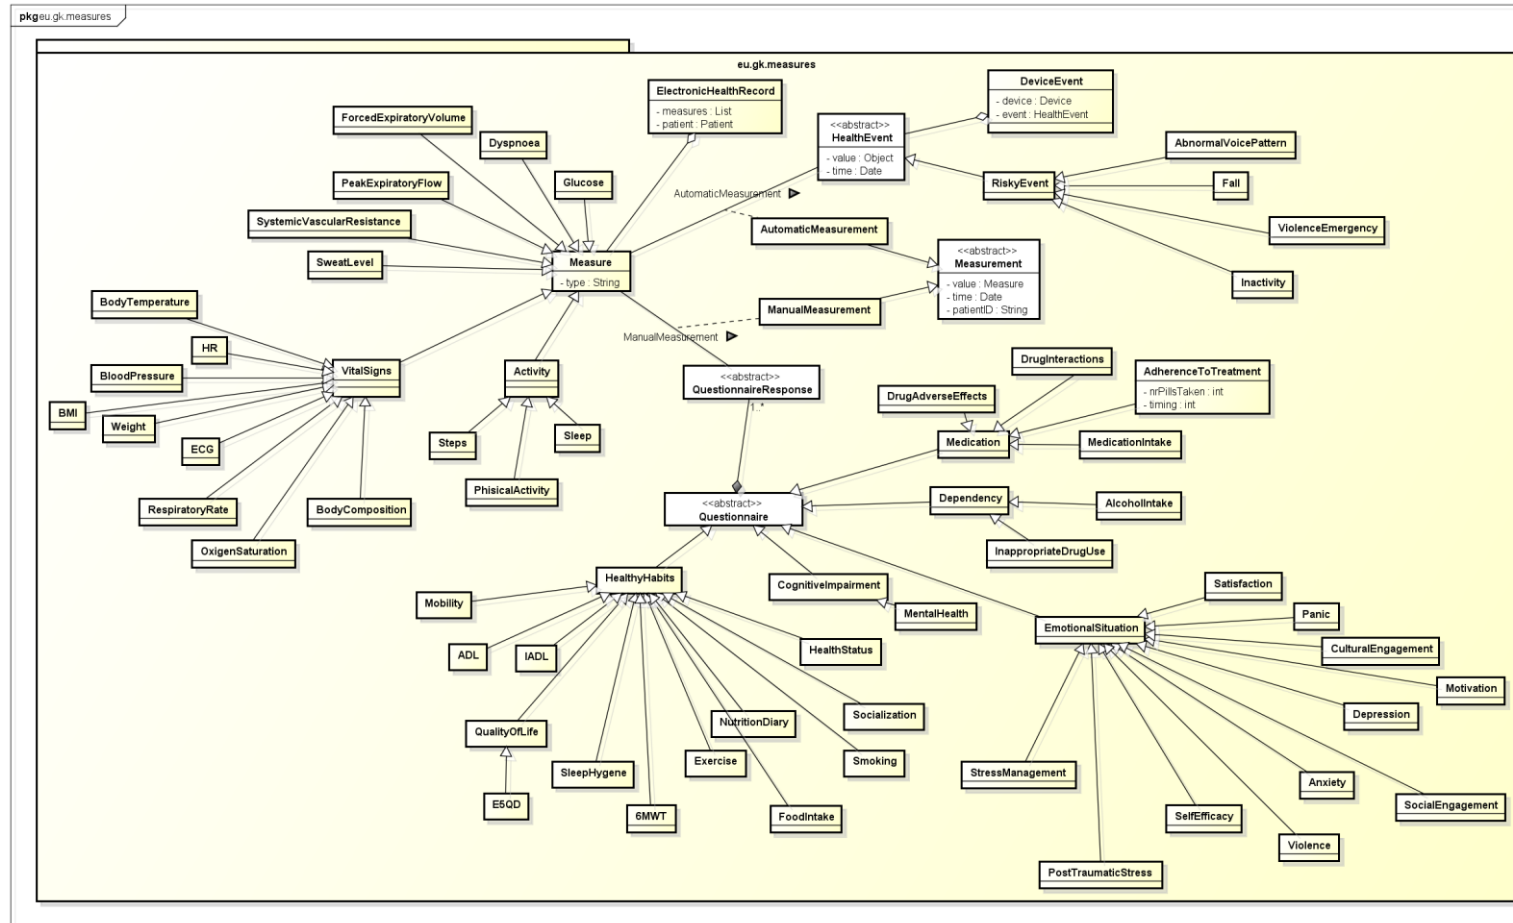 pkg eu.gk.measures
eu.gk.measures
ElectronicHealthRecord
- measures : List
- patient : Patient
DeviceEvent
- device : Device
- event : HealthEvent
<<abstract>>
HealthEvent
- value : Object
- time : Date
ForcedExpiratoryVolume
Dyspnoea
Glucose
PeakExpiratoryFlow
SystemicVascularResistance
SweatLevel
AbnormalVoicePattern
RiskyEvent
Fall
ViolenceEmergency
Inactivity
AutomaticMeasurement
AutomaticMeasurement
<<abstract>>
Measurement
- value : Measure
- time : Date
- patientID : String
Measure
- type : String
ManualMeasurement
ManualMeasurement
BodyTemperature
HR
BloodPressure
VitalSigns
BMI
Weight
ECG
RespiratoryRate
BodyComposition
OxigenSaturation
Activity
Steps
Sleep
PhisicalActivity
<<abstract>>
QuestionnaireResponse
1..*
DrugInteractions
AdherenceToTreatment
- nrPillsTaken : int
- timing : int
DrugAdverseEffects
Medication
MedicationIntake
<<abstract>>
Questionnaire
Dependency
AlcoholIntake
InappropriateDrugUse
HealthyHabits
CognitiveImpairment
MentalHealth
Mobility
ADL
IADL
HealthStatus
QualityOfLife
NutritionDiary
Socialization
SleepHygene
Exercise
Smoking
E5QD
6MWT
FoodIntake
Satisfaction
Panic
EmotionalSituation
CulturalEngagement
Motivation
Depression
StressManagement
Anxiety
SocialEngagement
SelfEfficacy
Violence
PostTraumaticStress